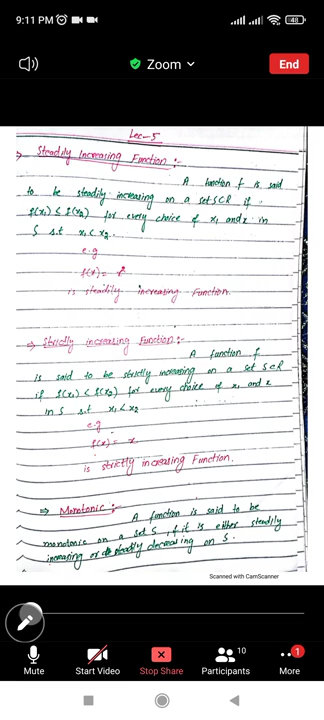 9:11 PM
48
Zoom
End
Lec-5
→ Steadily Increasing Function :-
A function f is said
to be steadily increasing on a set S⊂R if
f(x₁) ≤ f(x₂) for every choice of x₁ and x in
S s.t x₁ < x₂.
e.g
f(x) =
is steadily increasing Function.
⇒ Strictly increasing Function :-
A function f
is said to be strictly increasing on a set S⊂R
if f(x₁) < f(x₂) for every choice of x₁ and x
in S s.t x₁ < x₂
e.g
f(x) = x
is strictly increasing Function.
⇒ Monotonic :-
A function is said to be
monotonic on a set S, if it is either steadily
increasing or steadily decreasing on S.
Scanned with CamScanner
Mute
Start Video
Stop Share
10
Participants
1
More